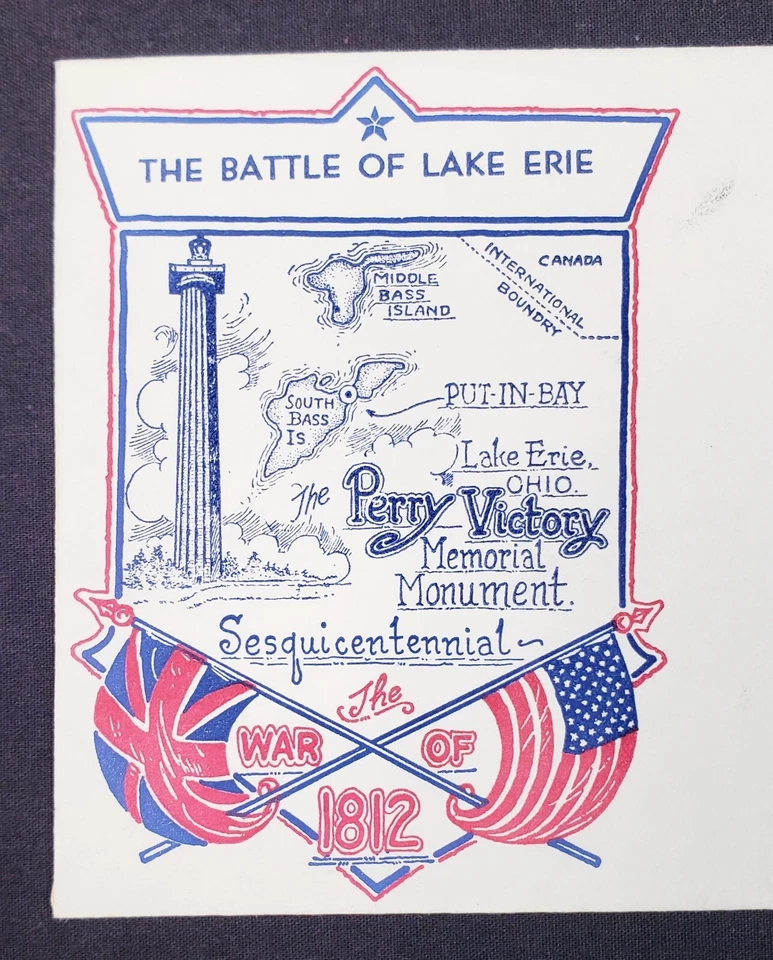 THE BATTLE OF LAKE ERIE
MIDDLE
BASS
ISLAND
INTERNATIONAL
BOUNDRY
CANADA
SOUTH
BASS
IS.
PUT-IN-BAY
Lake Erie,
OHIO.
The Perry Victory
Memorial
Monument.
Sesquicentennial~
The
WAR OF
1812